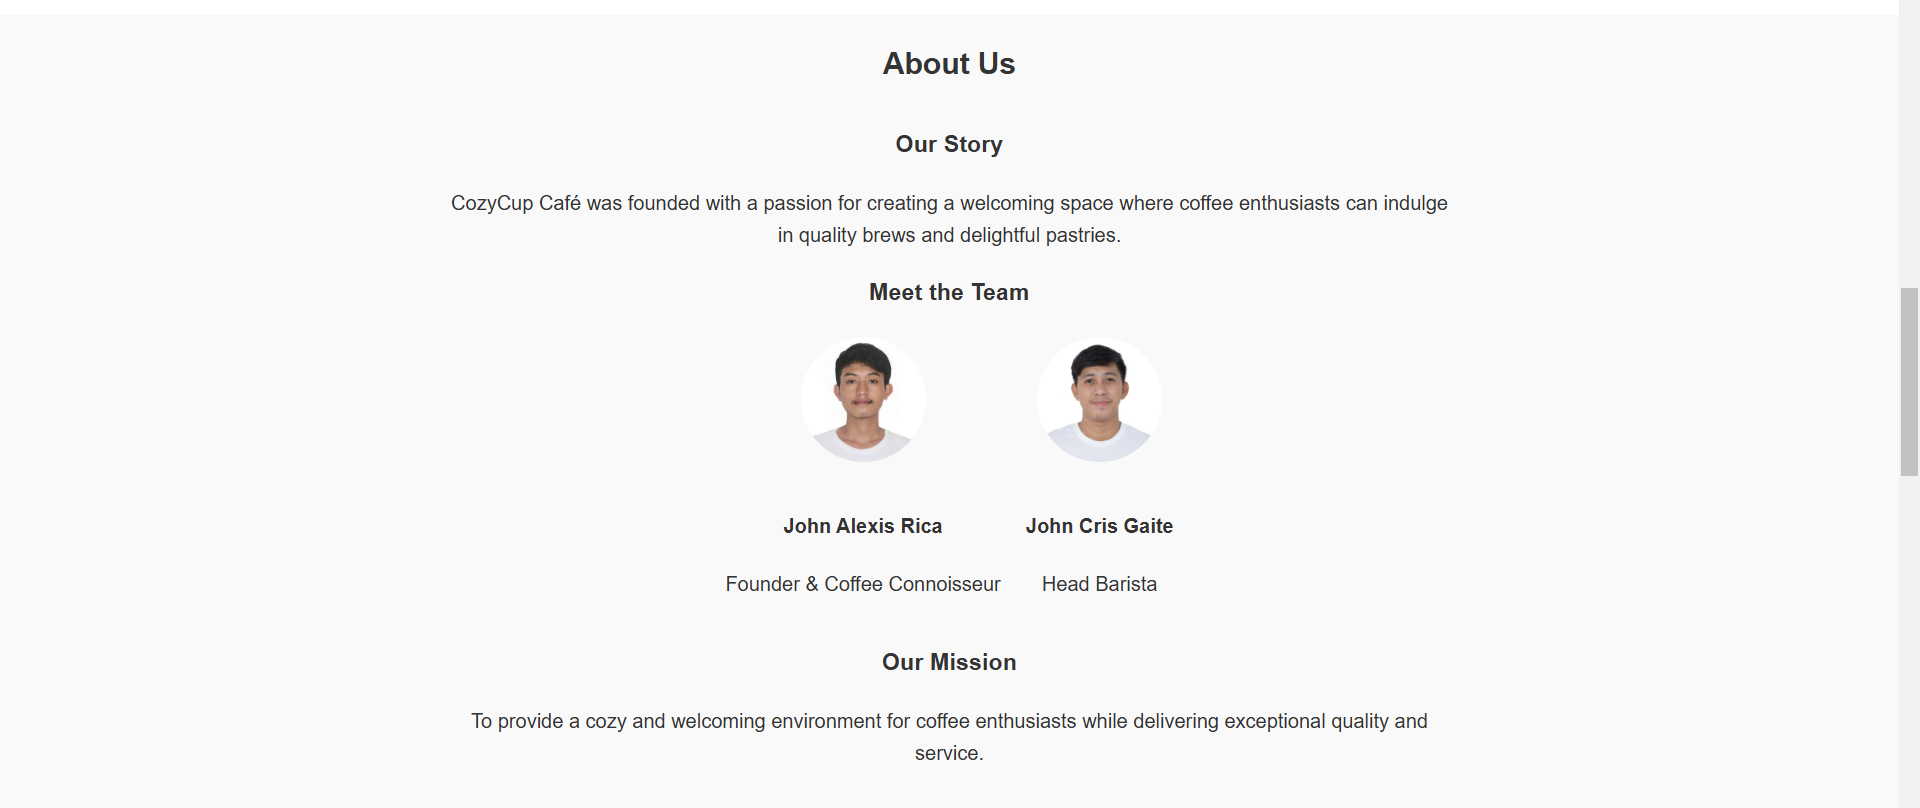 About Us
Our Story
CozyCup Café was founded with a passion for creating a welcoming space where coffee enthusiasts can indulge
in quality brews and delightful pastries.
Meet the Team
John Alexis Rica
Founder & Coffee Connoisseur
John Cris Gaite
Head Barista
Our Mission
To provide a cozy and welcoming environment for coffee enthusiasts while delivering exceptional quality and
service.